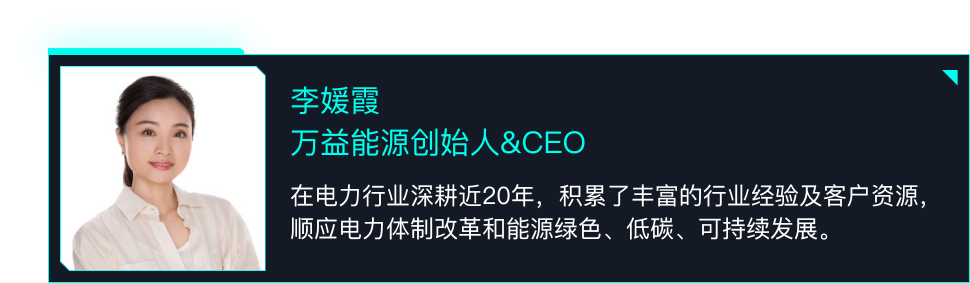 李媛霞
万益能源创始人&CEO
在电力行业深耕近20年，积累了丰富的行业经验及客户资源，
顺应电力体制改革和能源绿色、低碳、可持续发展。